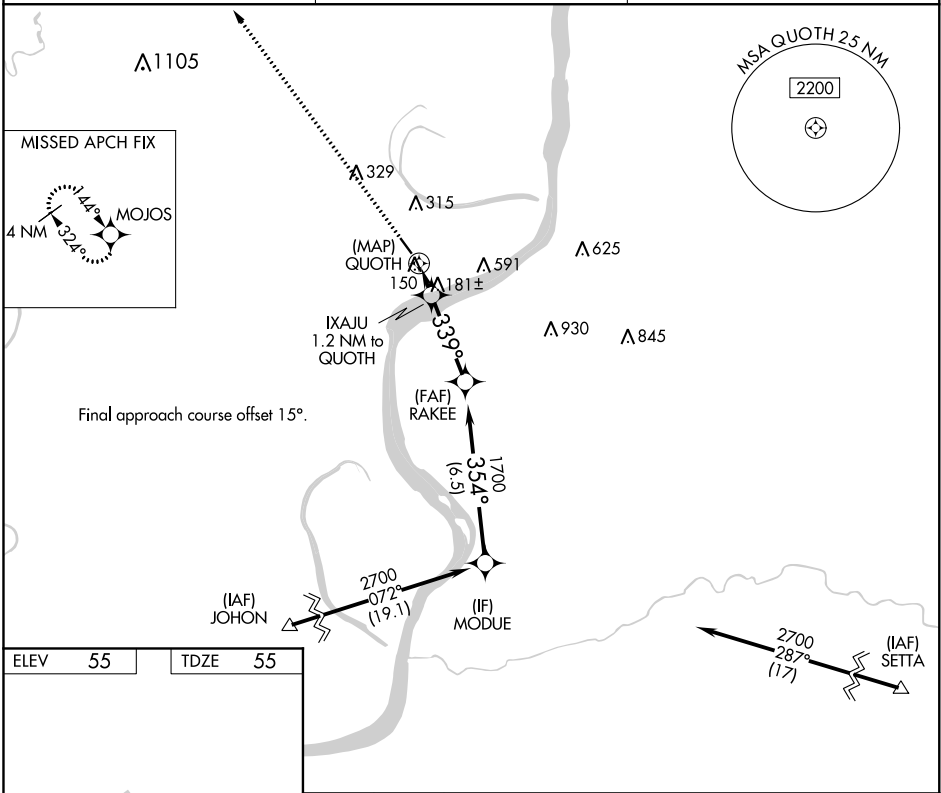 MSA QUOTH 25 NM
2200
1105
MISSED APCH FIX
144°
MOJOS
4 NM
324°
329
315
(MAP)
QUOTH
591
625
150
181±
IXAJU
1.2 NM to
QUOTH
339°
930
845
(FAF)
RAKEE
Final approach course offset 15°.
1700
354°
(6.5)
(IAF)
JOHON
2700
072°
(19.1)
(IF)
MODUE
2700
287°
(17)
(IAF)
SETTA
ELEV 55
TDZE 55